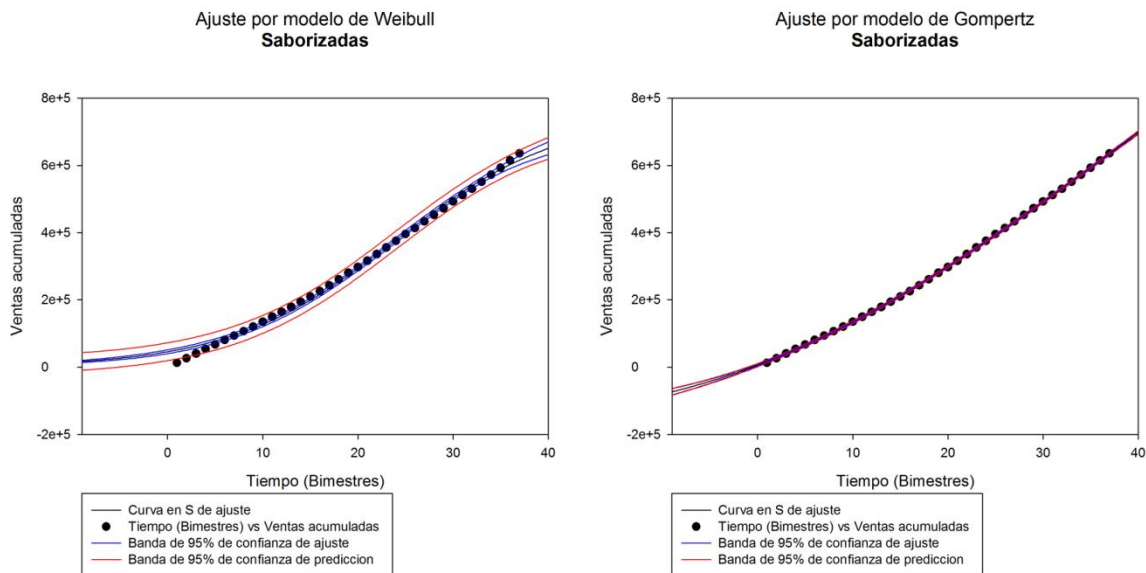 Ajuste por modelo de Weibull
Saborizadas
8e+5
6e+5
4e+5
2e+5
0
-2e+5
Ventas acumuladas
0 10 20 30 40
Tiempo (Bimestres)
Curva en S de ajuste
Tiempo (Bimestres) vs Ventas acumuladas
Banda de 95% de confianza de ajuste
Banda de 95% de confianza de prediccion
Ajuste por modelo de Gompertz
Saborizadas
8e+5
6e+5
4e+5
2e+5
0
-2e+5
Ventas acumuladas
0 10 20 30 40
Tiempo (Bimestres)
Curva en S de ajuste
Tiempo (Bimestres) vs Ventas acumuladas
Banda de 95% de confianza de ajuste
Banda de 95% de confianza de prediccion